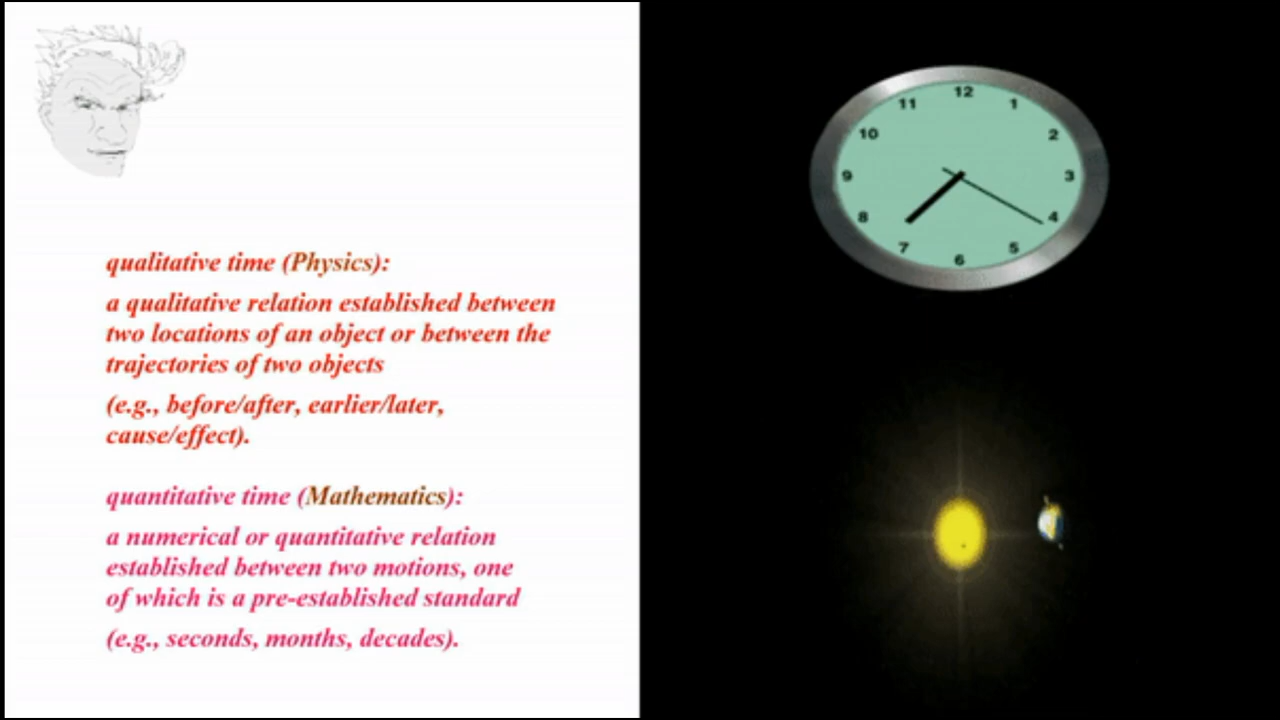 qualitative time (Physics):
a qualitative relation established between
two locations of an object or between the
trajectories of two objects
(e.g., before/after, earlier/later,
cause/effect).
quantitative time (Mathematics):
a numerical or quantitative relation
established between two motions, one
of which is a pre-established standard
(e.g., seconds, months, decades).
12
11
1
10
2
9
3
8
4
7
5
6